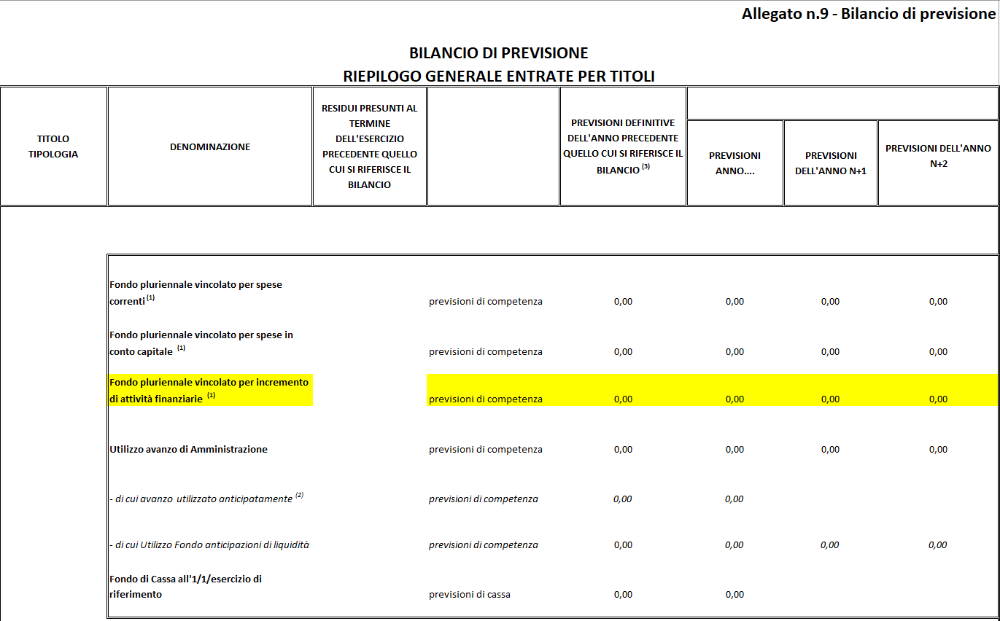 Allegato n.9 - Bilancio di previsione
BILANCIO DI PREVISIONE
RIEPILOGO GENERALE ENTRATE PER TITOLI
TITOLO
TIPOLOGIA
DENOMINAZIONE
RESIDUI PRESUNTI AL
TERMINE
DELL'ESERCIZIO
PRECEDENTE QUELLO
CUI SI RIFERISCE IL
BILANCIO
PREVISIONI DEFINITIVE
DELL'ANNO PRECEDENTE
QUELLO CUI SI RIFERISCE IL
BILANCIO (3)
PREVISIONI
ANNO....
PREVISIONI
DELL'ANNO N+1
PREVISIONI DELL'ANNO
N+2
Fondo pluriennale vincolato per spese
correnti (1) previsioni di competenza 0,00 0,00 0,00 0,00
Fondo pluriennale vincolato per spese in
conto capitale (1) previsioni di competenza 0,00 0,00 0,00 0,00
Fondo pluriennale vincolato per incremento
di attività finanziarie (1) previsioni di competenza 0,00 0,00 0,00 0,00
Utilizzo avanzo di Amministrazione previsioni di competenza 0,00 0,00 0,00 0,00
- di cui avanzo utilizzato anticipatamente (2) previsioni di competenza 0,00 0,00
- di cui Utilizzo Fondo anticipazioni di liquidità previsioni di competenza 0,00 0,00 0,00 0,00
Fondo di Cassa all'1/1/esercizio di
riferimento previsioni di cassa 0,00 0,00